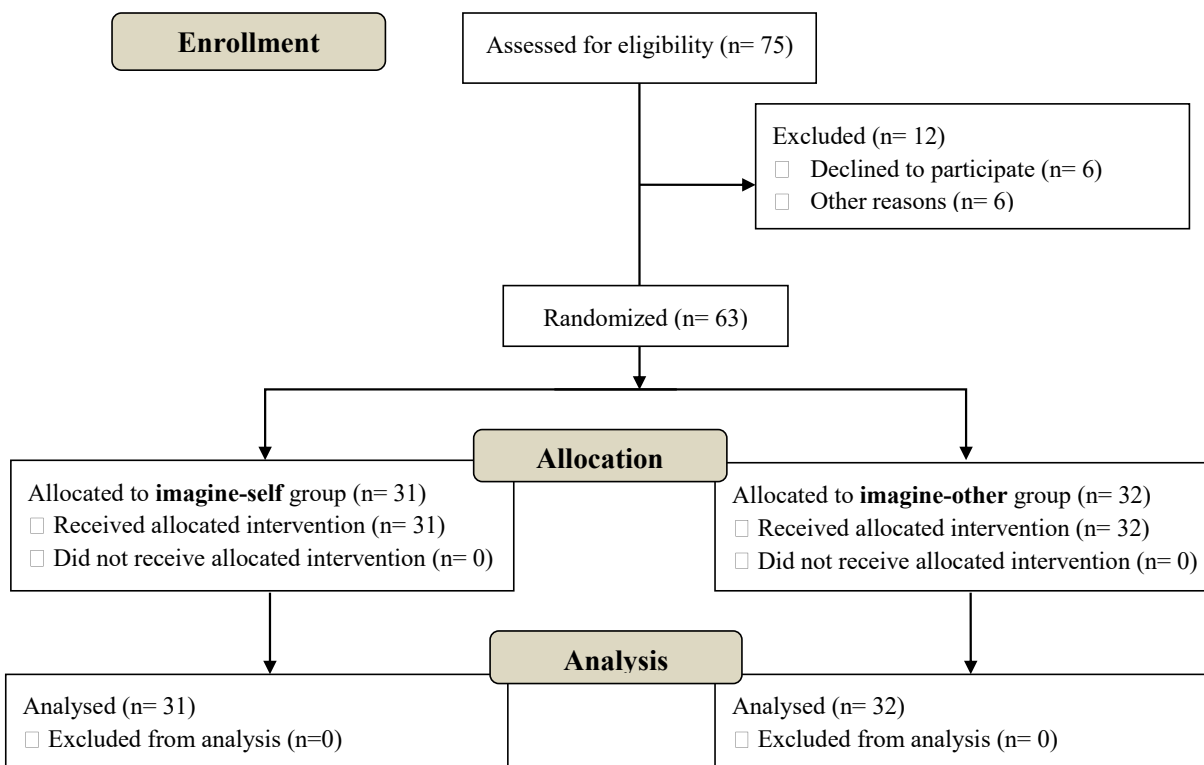 Enrollment
Assessed for eligibility (n= 75)
Excluded (n= 12)
Declined to participate (n= 6)
Other reasons (n= 6)
Randomized (n= 63)
Allocation
Allocated to imagine-self group (n= 31)
Received allocated intervention (n= 31)
Did not receive allocated intervention (n= 0)
Allocated to imagine-other group (n= 32)
Received allocated intervention (n= 32)
Did not receive allocated intervention (n= 0)
Analysis
Analysed (n= 31)
Excluded from analysis (n=0)
Analysed (n= 32)
Excluded from analysis (n= 0)